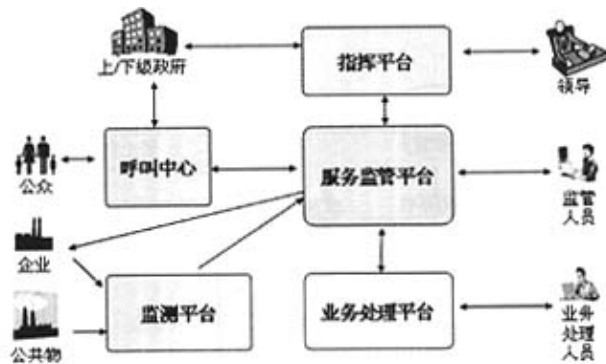 上/下级政府
指挥平台
领导
公众
呼叫中心
服务监管平台
监管
人员
企业
监测平台
业务处理平台
业务
处理
人员
公共物